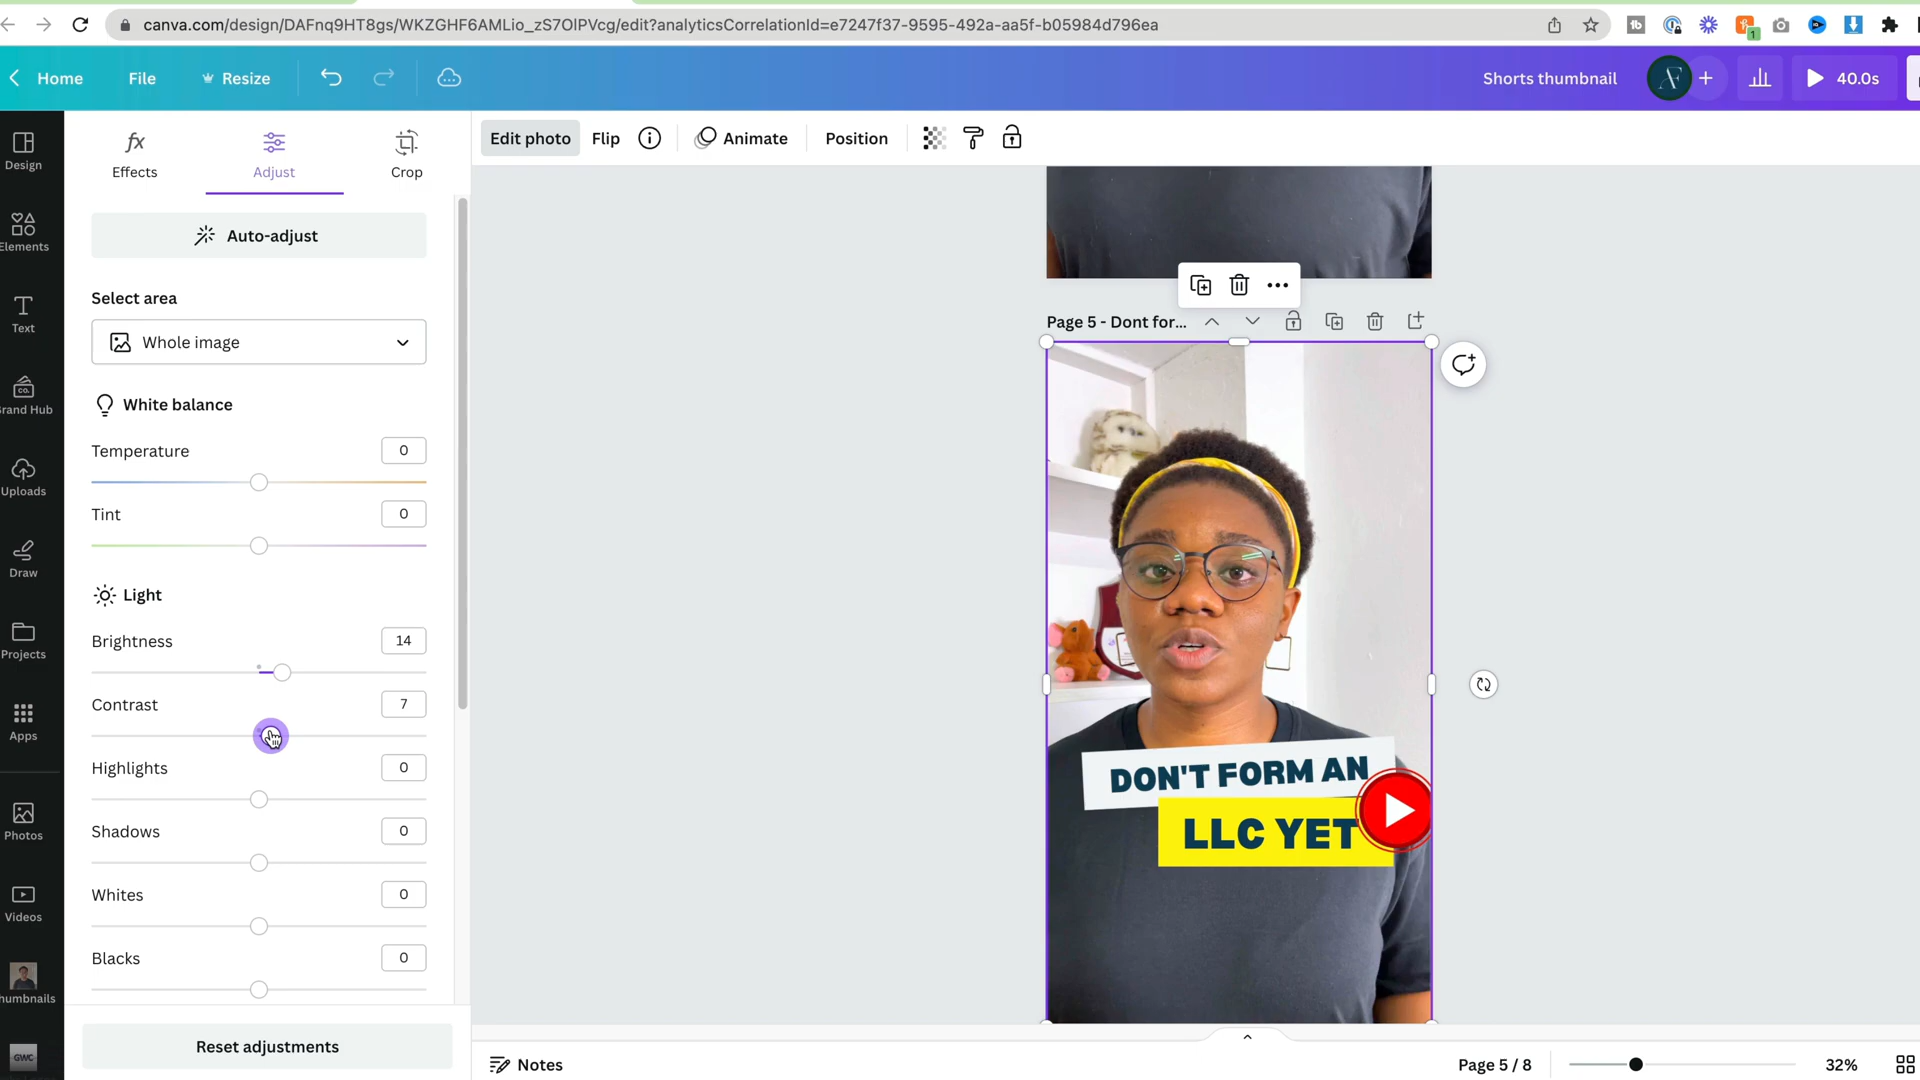 canva.com/design/DAFnq9HT8gs/WKZGHF6AMLio_zS7OlPVcg/edit?analyticsCorrelationId=e7247f37-9595-492a-aa5f-b05984d796ea
1
Home
File
Resize
Shorts thumbnail
40.0s
Design
Elements
Text
Brand Hub
Uploads
Draw
Projects
Apps
Photos
Videos
humbnails
GWC
Effects
Adjust
Crop
Auto-adjust
Select area
Whole image
White balance
Temperature 0
Tint 0
Light
Brightness 14
Contrast 7
Highlights 0
Shadows 0
Whites 0
Blacks 0
Reset adjustments
Edit photo
Flip
Animate
Position
Page 5 - Dont for...
DON'T FORM AN
LLC YET
Notes
Page 5 / 8
32%